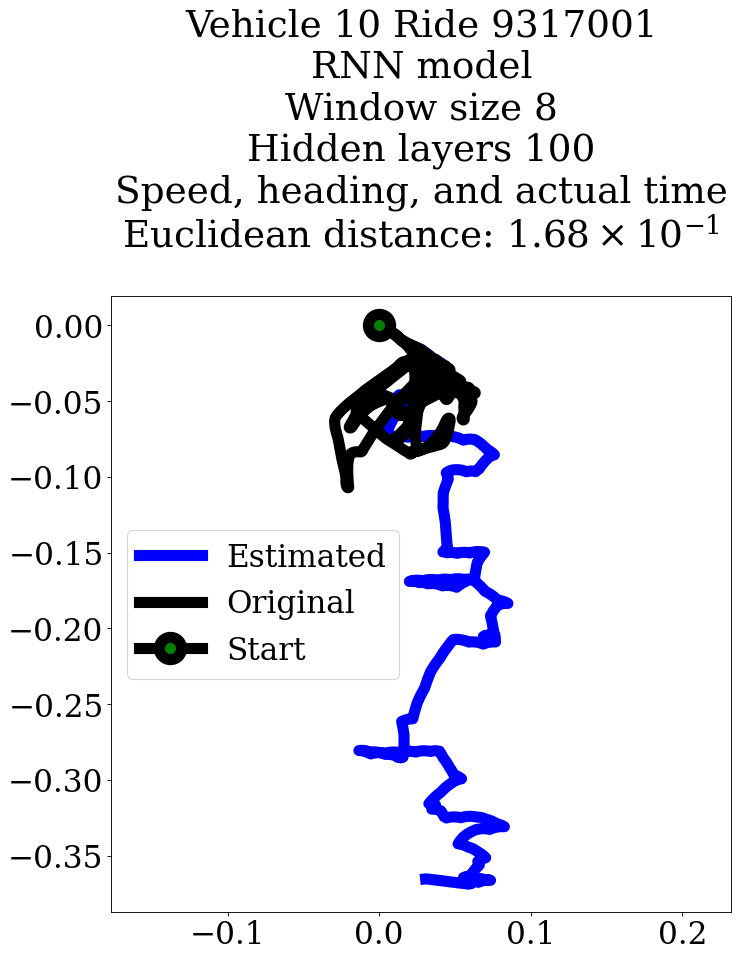 Vehicle 10 Ride 9317001
RNN model
Window size 8
Hidden layers 100
Speed, heading, and actual time
Euclidean distance: 1.68 × 10⁻¹
0.00
−0.05
−0.10
−0.15
−0.20
−0.25
−0.30
−0.35
Estimated
Original
Start
−0.1 0.0 0.1 0.2